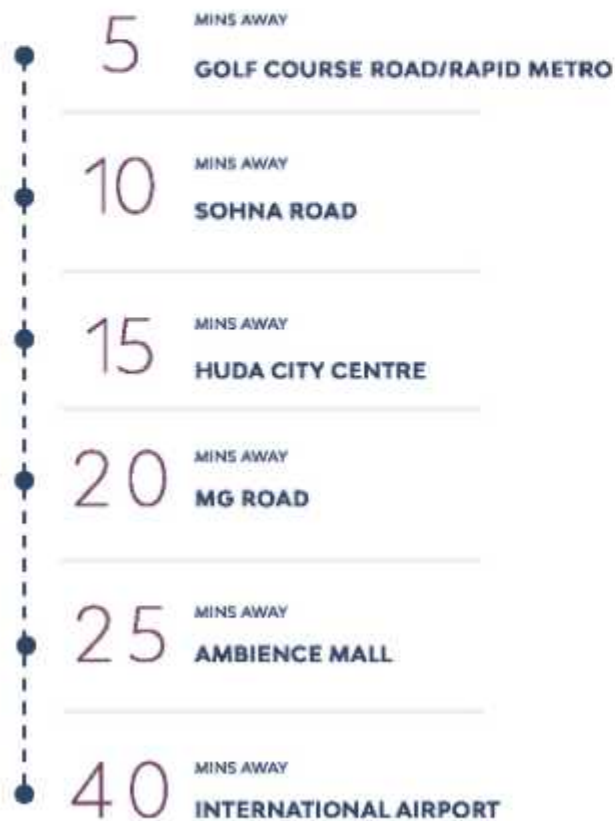 5
MINS AWAY
GOLF COURSE ROAD/RAPID METRO
10
MINS AWAY
SOHNA ROAD
15
MINS AWAY
HUDA CITY CENTRE
20
MINS AWAY
MG ROAD
25
MINS AWAY
AMBIENCE MALL
40
MINS AWAY
INTERNATIONAL AIRPORT